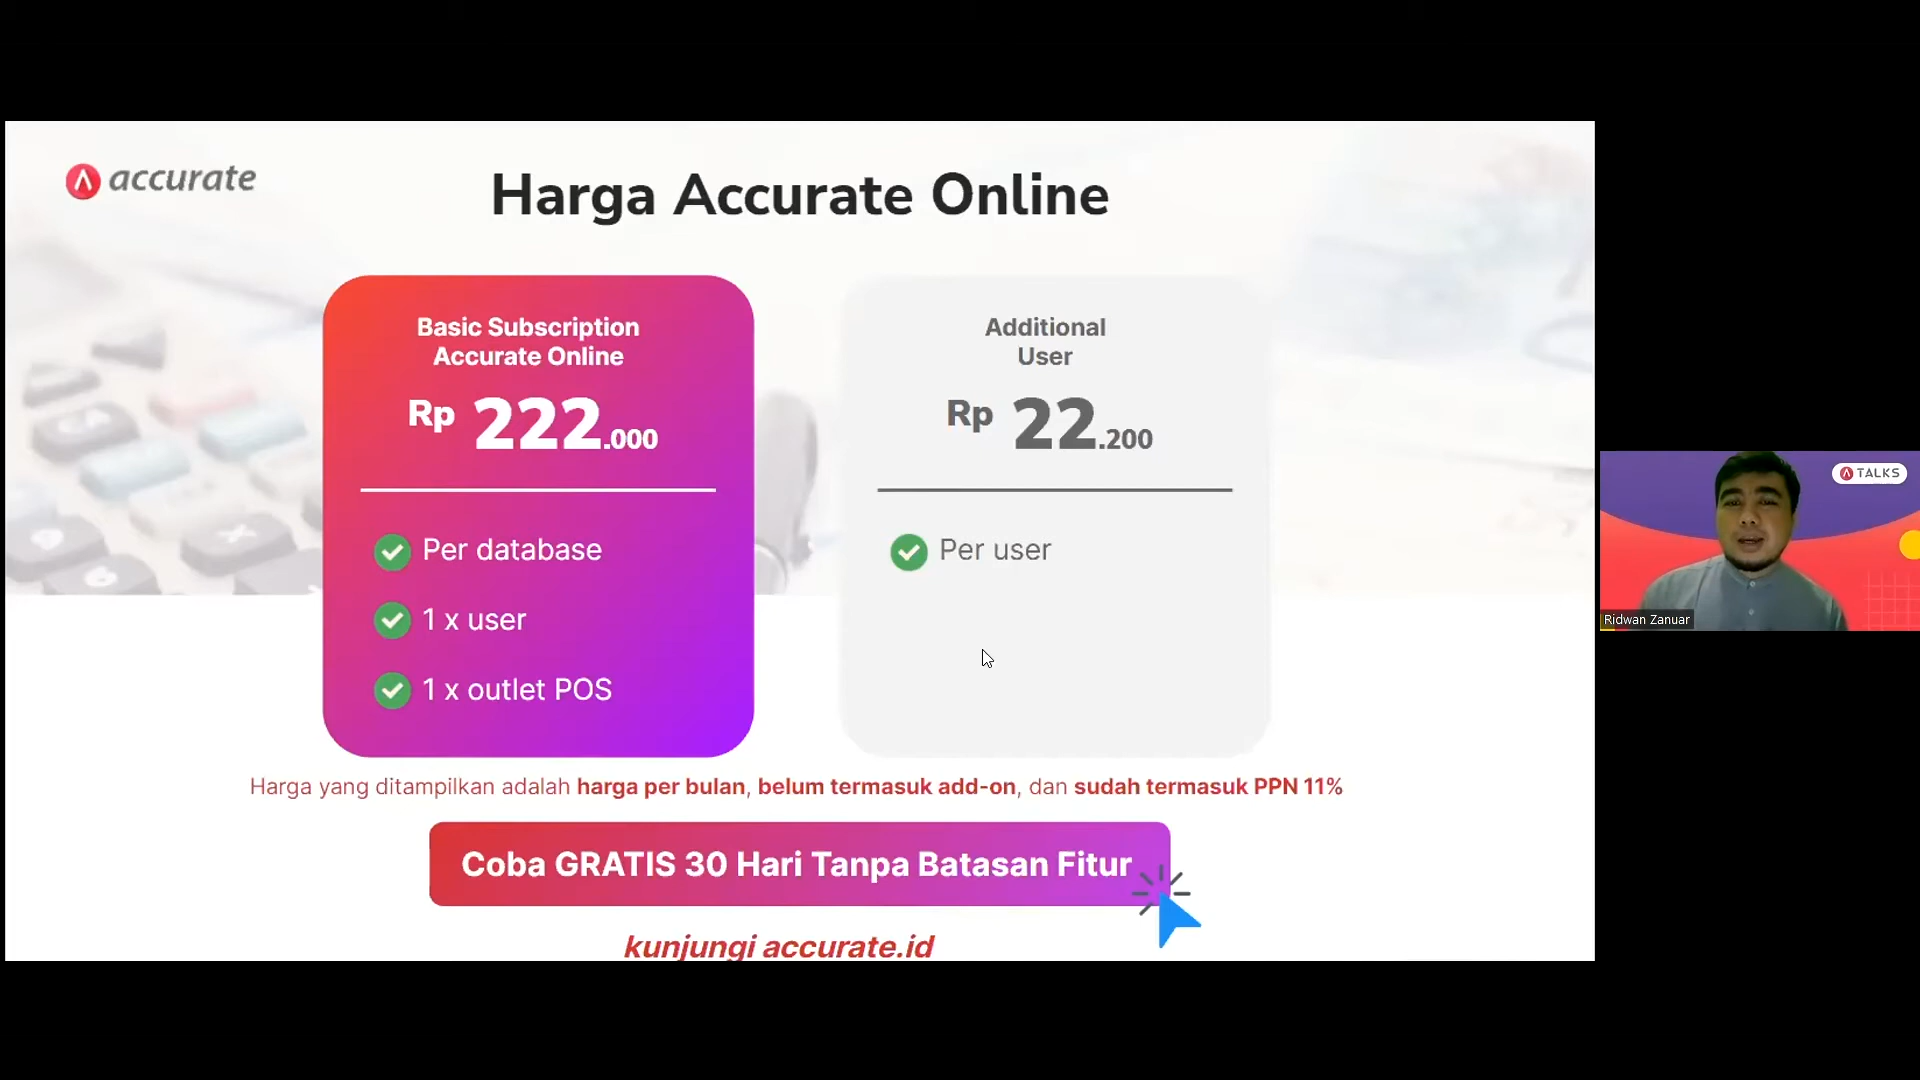 accurate
Harga Accurate Online
Basic Subscription
Accurate Online
Rp 222.000
Per database
1 x user
1 x outlet POS
Additional
User
Rp 22.200
Per user
Harga yang ditampilkan adalah harga per bulan, belum termasuk add-on, dan sudah termasuk PPN 11%
Coba GRATIS 30 Hari Tanpa Batasan Fitur
kunjungi accurate.id
TALKS
Ridwan Zanuar